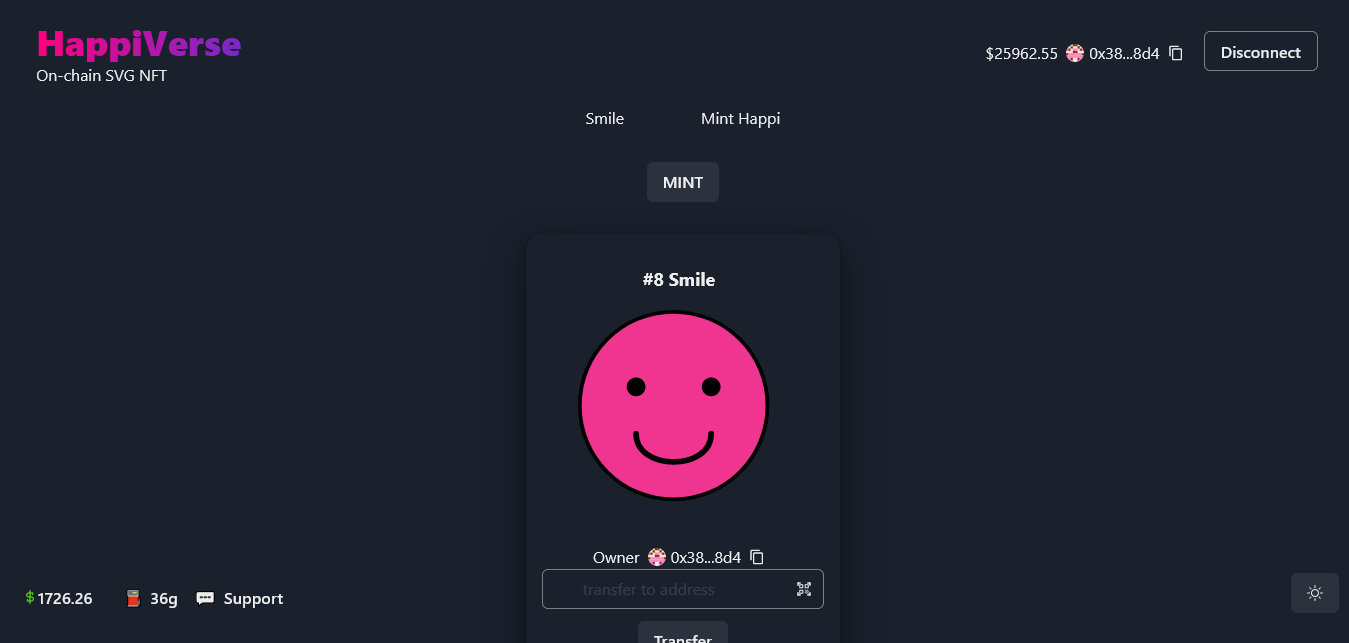 HappiVerse
On-chain SVG NFT
$25962.55 0x38...8d4 Disconnect
Smile Mint Happi
MINT
#8 Smile
Owner 0x38...8d4
transfer to address
Transfer
$1726.26 36g Support